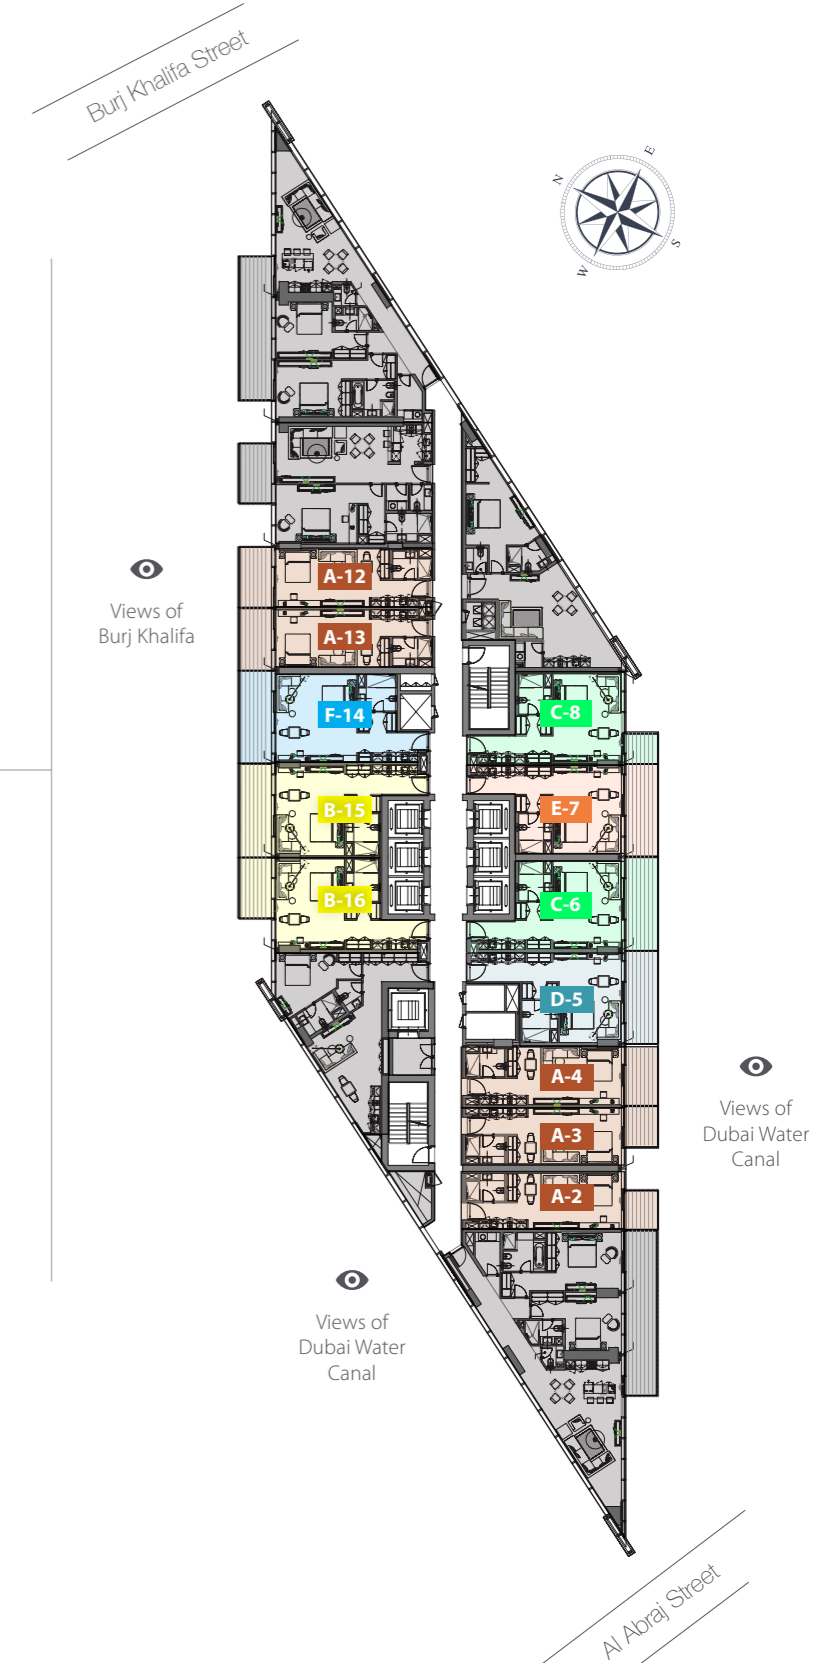 Burj Khalifa Street
N
E
S
W
Views of
Burj Khalifa
A-12
A-13
F-14
B-15
B-16
C-8
E-7
C-6
D-5
A-4
A-3
A-2
Views of
Dubai Water
Canal
Views of
Dubai Water
Canal
Al Abraj Street